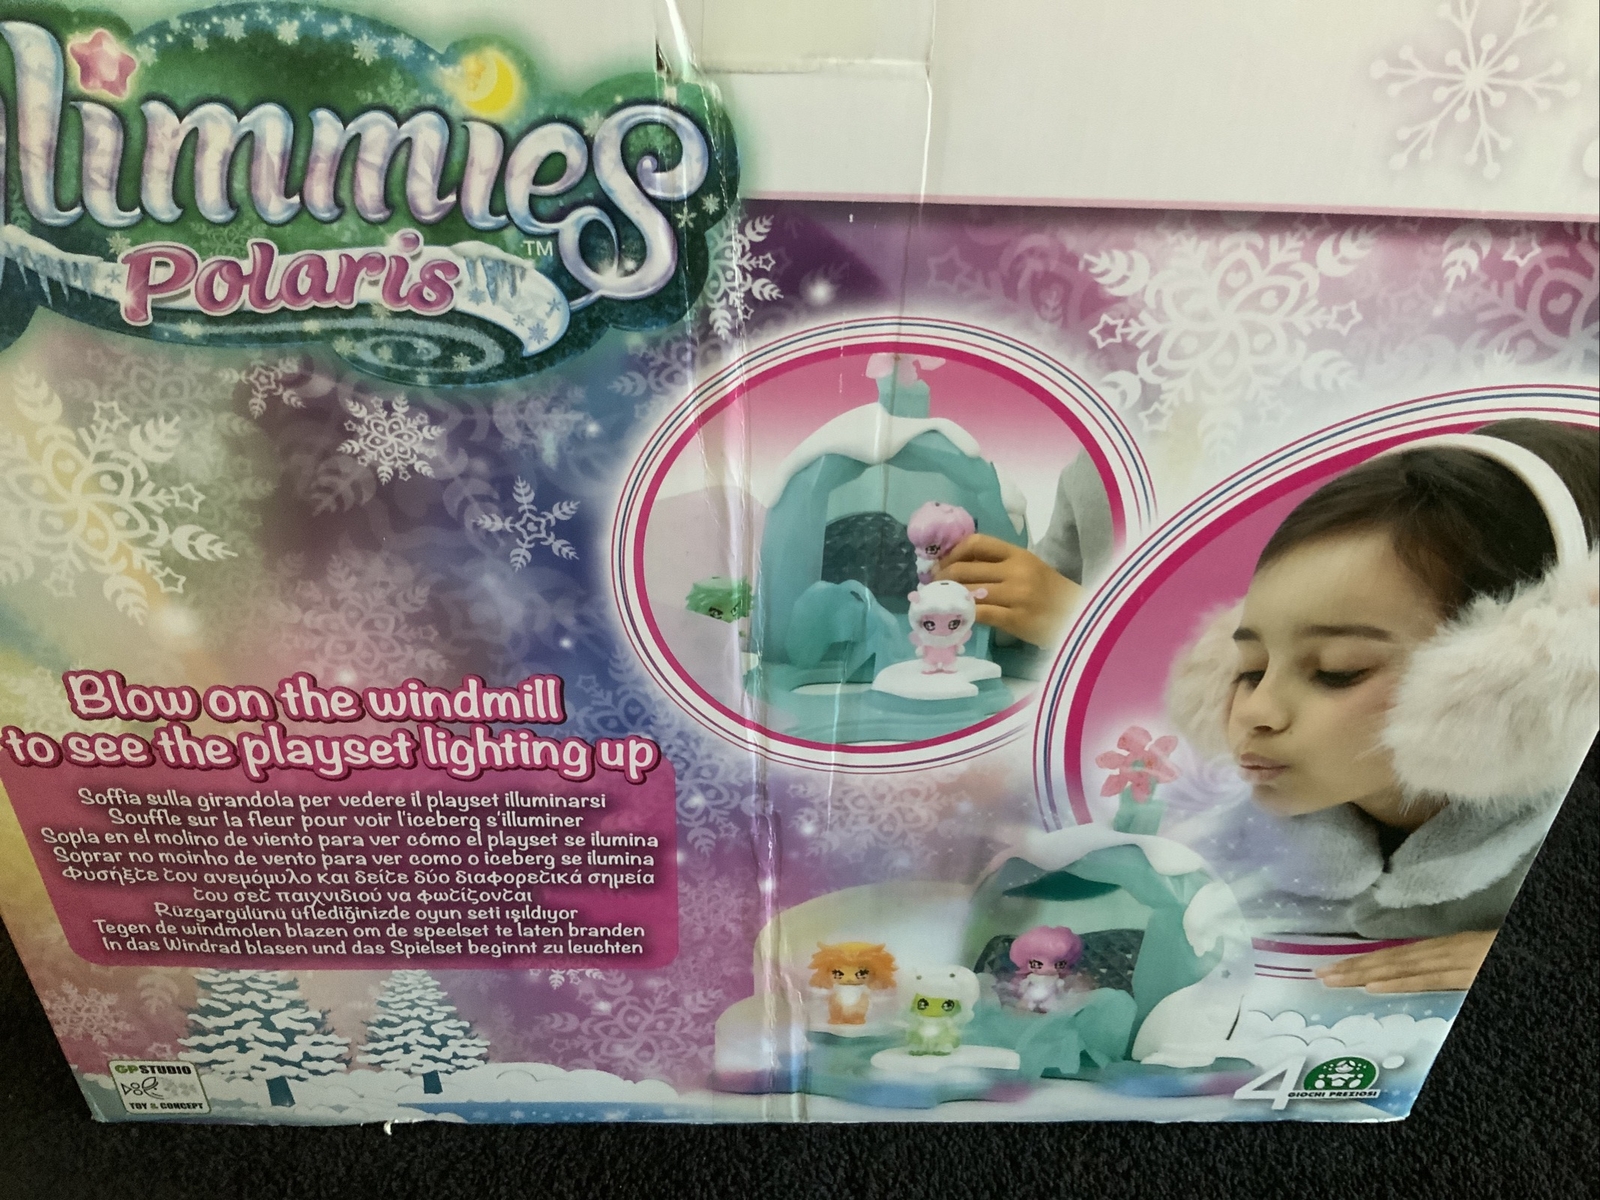 Glimmies
™
Polaris
Blow on the windmill
to see the playset lighting up
Soffia sulla girandola per vedere il playset illuminarsi
Souffle sur la fleur pour voir l'iceberg s'illuminer
Sopla en el molino de viento para ver cómo el playset se ilumina
Soprar no moinho de vento para ver como o iceberg se ilumina
Φυσήξτε τον ανεμόμυλο και δείτε δύο διαφορετικά σημεία
του σετ παιχνιδιού να φωτίζονται
Rüzgargülünü üflediğinizde oyun seti ışıldıyor
Tegen de windmolen blazen om de speelset te laten branden
In das Windrad blasen und das Spielset beginnt zu leuchten
GPSTUDIO
TOY & CONCEPT
4
GIOCHI PREZIOSI